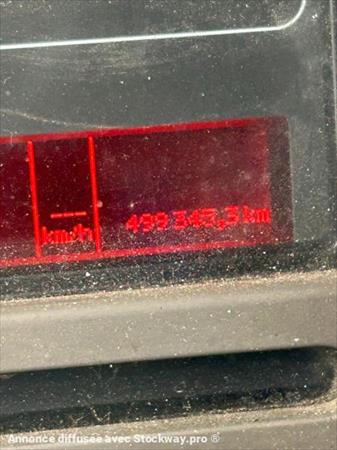 --- 
km/h
499 345,3 km
Annonce diffusée avec Stockway.pro ®